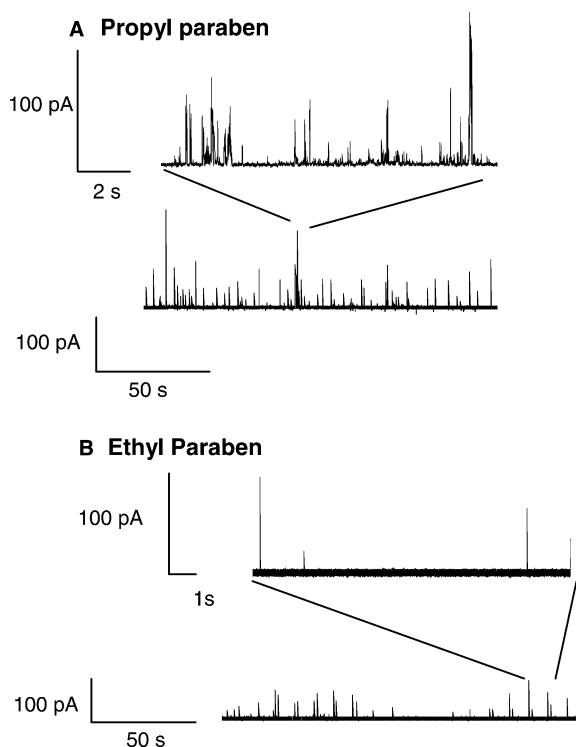 A Propyl paraben
100 pA
2 s
100 pA
50 s
B Ethyl Paraben
100 pA
1s
100 pA
50 s